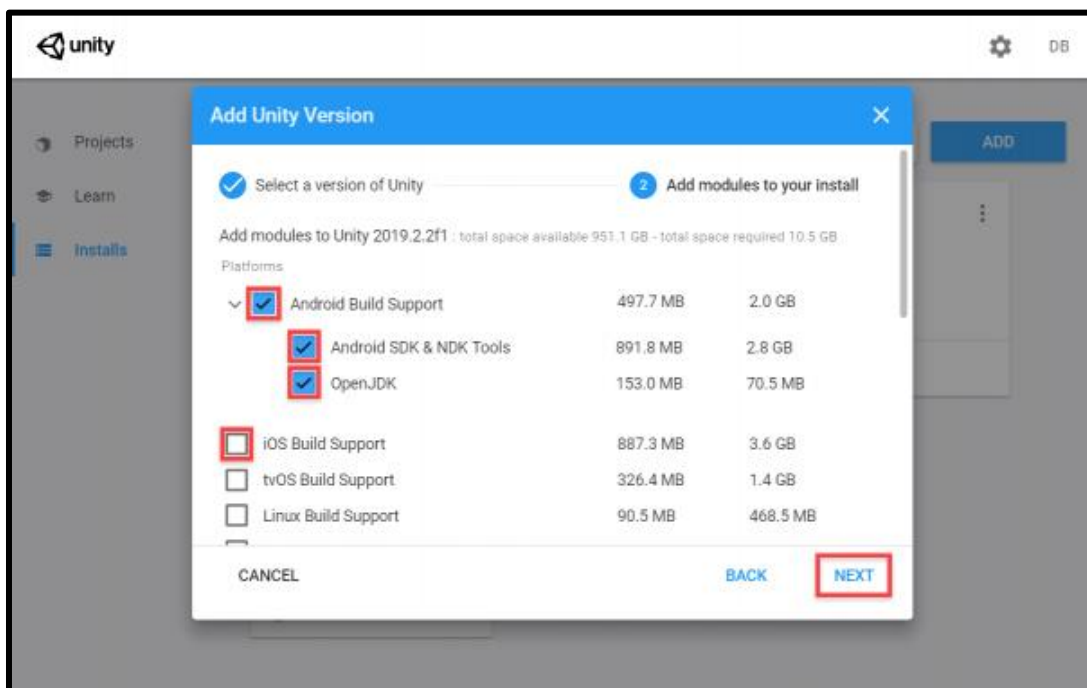 unity
DB
Add Unity Version
Projects
ADD
Select a version of Unity
2
Add modules to your install
Learn
Add modules to Unity 2019.2.2f1 : total space available 951.1 GB - total space required 10.5 GB
Installs
Platforms
Android Build Support 497.7 MB 2.0 GB
Android SDK & NDK Tools 891.8 MB 2.8 GB
OpenJDK 153.0 MB 70.5 MB
iOS Build Support 887.3 MB 3.6 GB
tvOS Build Support 326.4 MB 1.4 GB
Linux Build Support 90.5 MB 468.5 MB
CANCEL
BACK
NEXT